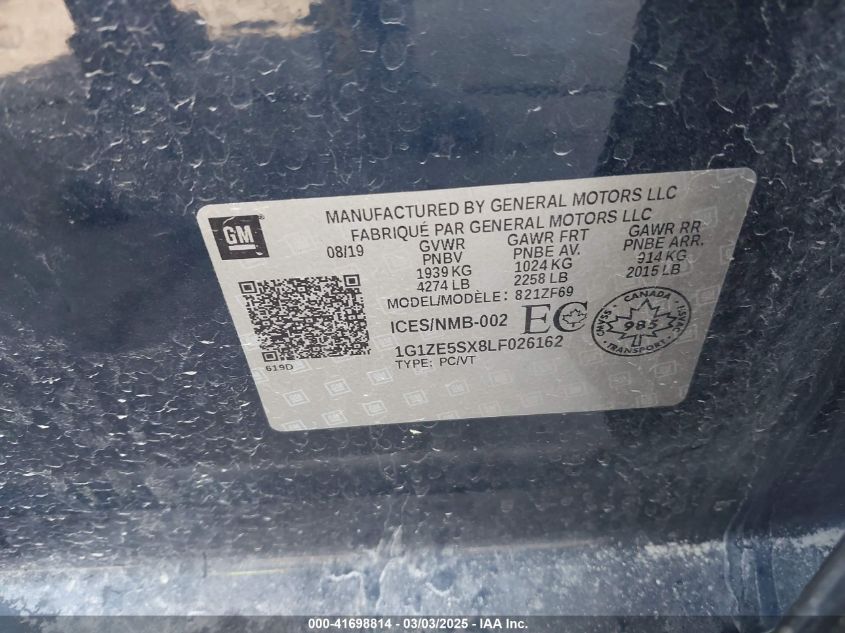 MANUFACTURED BY GENERAL MOTORS LLC
FABRIQUÉ PAR GENERAL MOTORS LLC
GM
08/19
GVWR
PNBV
1939 KG
4274 LB
GAWR FRT
PNBE AV.
1024 KG
2258 LB
GAWR RR
PNBE ARR.
914 KG
2015 LB
MODEL/MODÈLE: 821ZF69
ICES/NMB-002
EC
CANADA
985
TRANSPORT
1G1ZE5SX8LF026162
TYPE: PC/VT
619D
000-41698814 - 03/03/2025 - IAAI.com